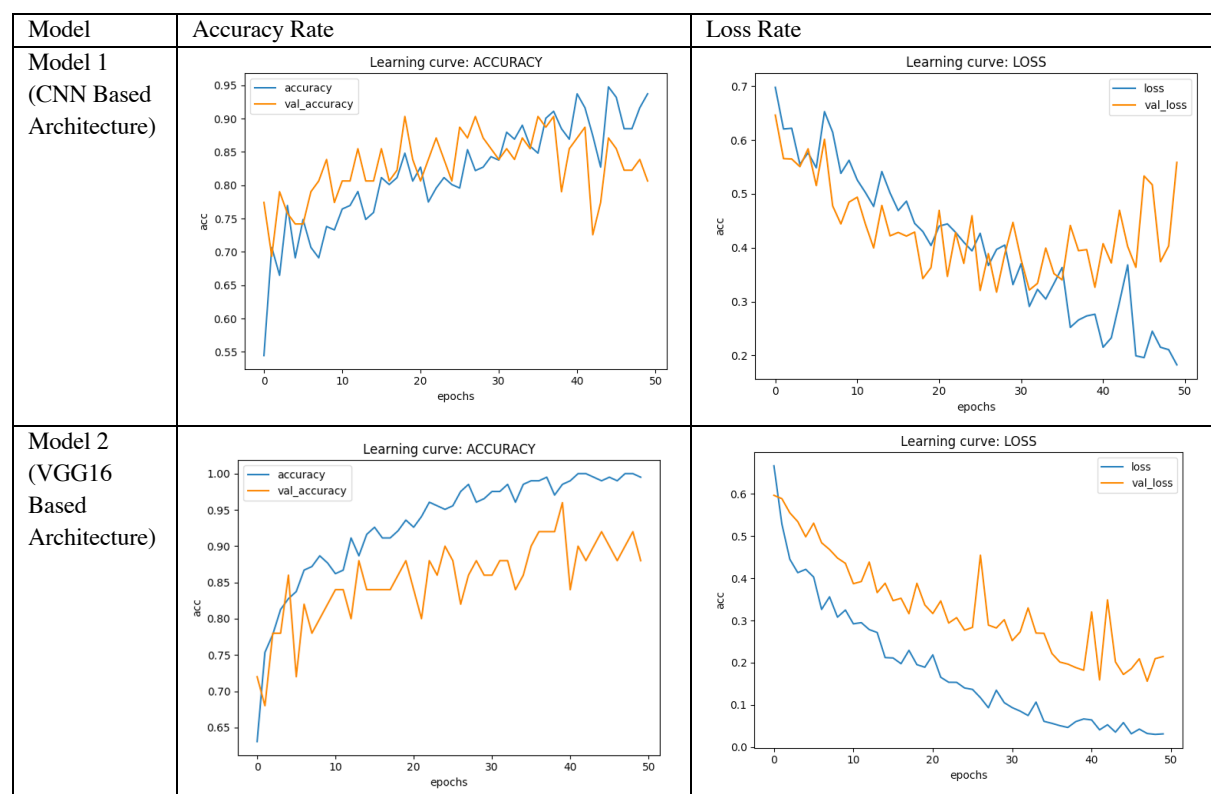 Model Accuracy Rate Loss Rate
Model 1
(CNN Based
Architecture)
Learning curve: ACCURACY
accuracy
val_accuracy
0.95
0.90
0.85
0.80
0.75
0.70
0.65
0.60
0.55
acc
0 10 20 30 40 50
epochs
Learning curve: LOSS
loss
val_loss
0.7
0.6
0.5
0.4
0.3
0.2
acc
0 10 20 30 40 50
epochs
Model 2
(VGG16
Based
Architecture)
Learning curve: ACCURACY
accuracy
val_accuracy
1.00
0.95
0.90
0.85
0.80
0.75
0.70
0.65
acc
0 10 20 30 40 50
epochs
Learning curve: LOSS
loss
val_loss
0.6
0.5
0.4
0.3
0.2
0.1
0.0
acc
0 10 20 30 40 50
epochs